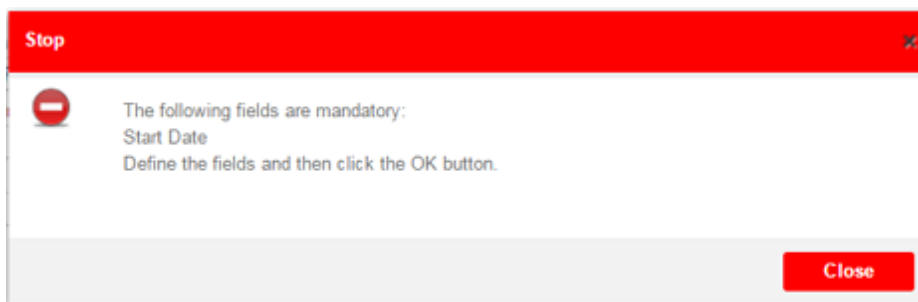 Stop
The following fields are mandatory:
Start Date
Define the fields and then click the OK button.
Close